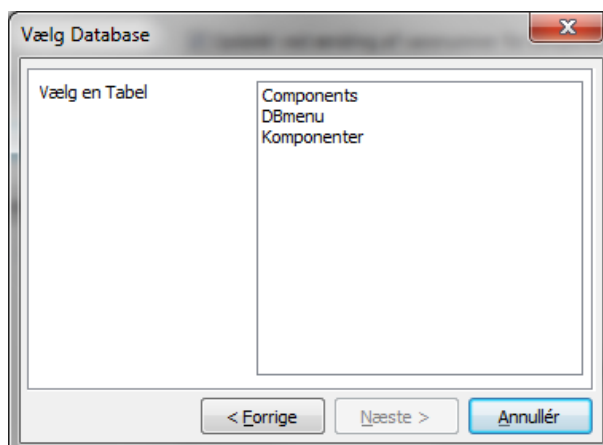 Vælg Database
Vælg en Tabel
Components
DBmenu
Komponenter
< Forrige
Næste >
Annullér